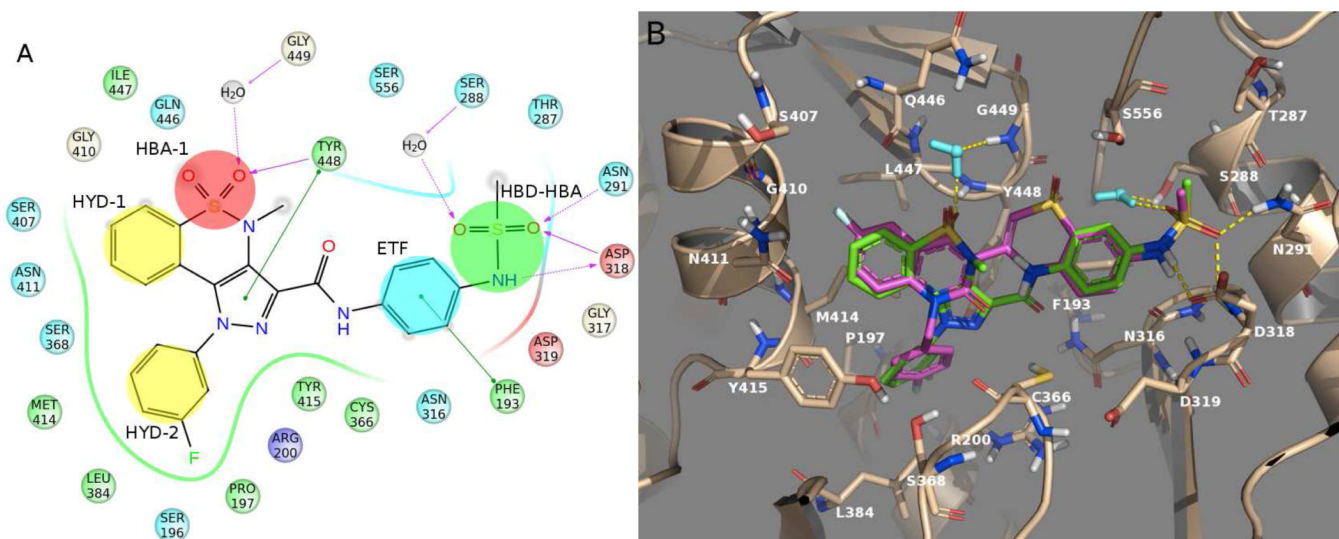 A
GLY
449
ILE
447
H₂O
SER
556
SER
288
GLN
446
THR
287
GLY
410
HBA-1
H₂O
TYR
448
O
O
ASN
291
HYD-1
S
HBD-HBA
SER
407
N
O
S
O
O
ETF
ASP
318
ASN
411
NH
N
H
GLY
317
SER
368
N
N
ASP
319
TYR
415
PHE
193
MET
414
CYS
366
ASN
316
HYD-2
ARG
200
F
LEU
384
PRO
197
SER
196
B
Q446
S407
G449
S556
T287
L447
S288
G410
Y448
N291
N411
F193
M414
N316
D318
P197
Y415
C366
D319
R200
S368
L384